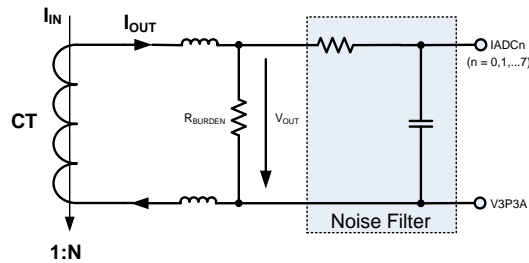 IIN
IOUT
IADCn
(n = 0,1,...7)
CT
RBURDEN
VOUT
V3P3A
Noise Filter
1:N